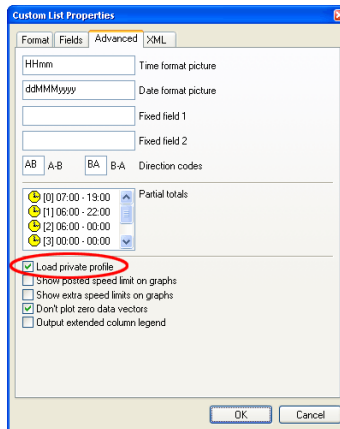 Custom List Properties
Format Fields Advanced XML
HHmm Time format picture
ddMMMyyyy Date format picture
Fixed field 1
Fixed field 2
AB A-B BA B-A Direction codes
[0] 07:00 - 19:00 Partial totals
[1] 06:00 - 22:00
[2] 06:00 - 00:00
[3] 00:00 - 00:00
Load private profile
Show posted speed limit on graphs
Show extra speed limits on graphs
Don't plot zero data vectors
Output extended column legend
OK Cancel